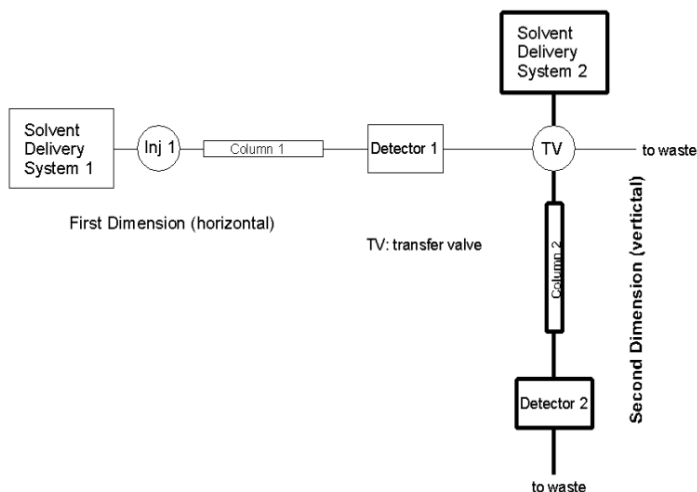 Solvent
Delivery
System 2
Solvent
Delivery
System 1
Inj 1
Column 1
Detector 1
TV
to waste
First Dimension (horizontal)
TV: transfer valve
Column 2
Second Dimension (vertictal)
Detector 2
to waste